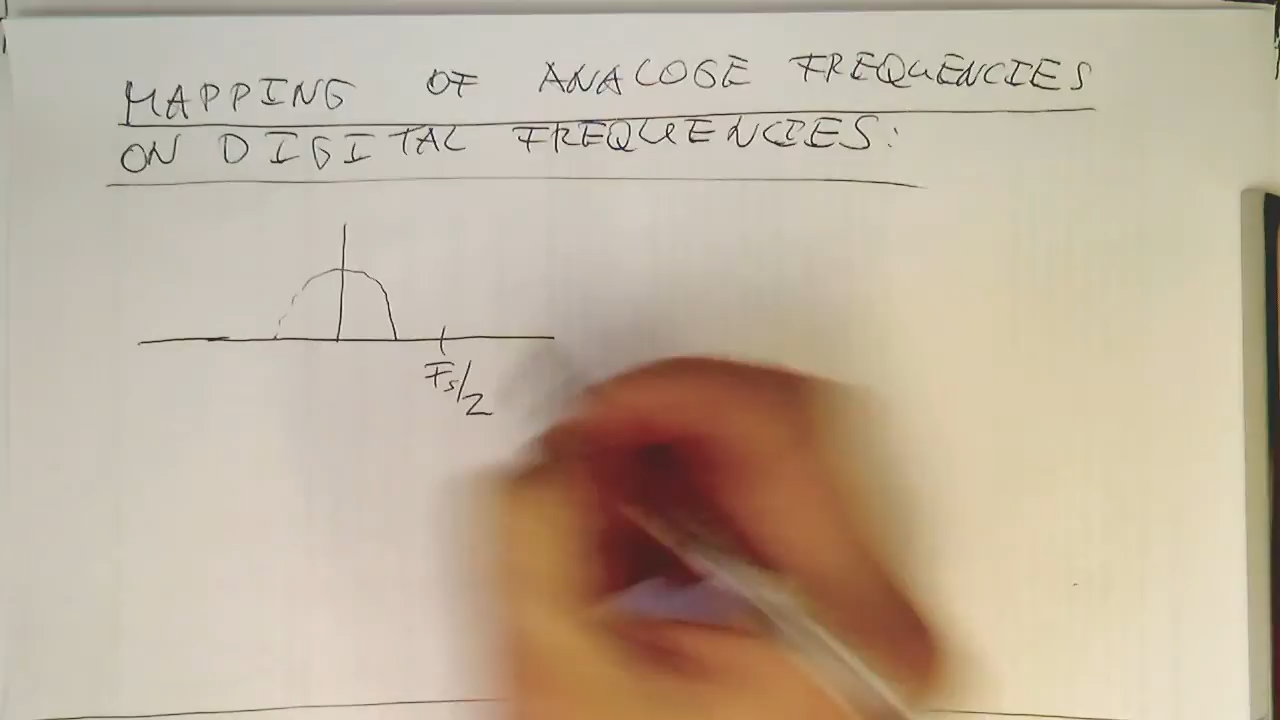 MAPPING OF ANALOGE FREQUENCIES
ON DIGITAL FREQUENCIES:
Fs/2